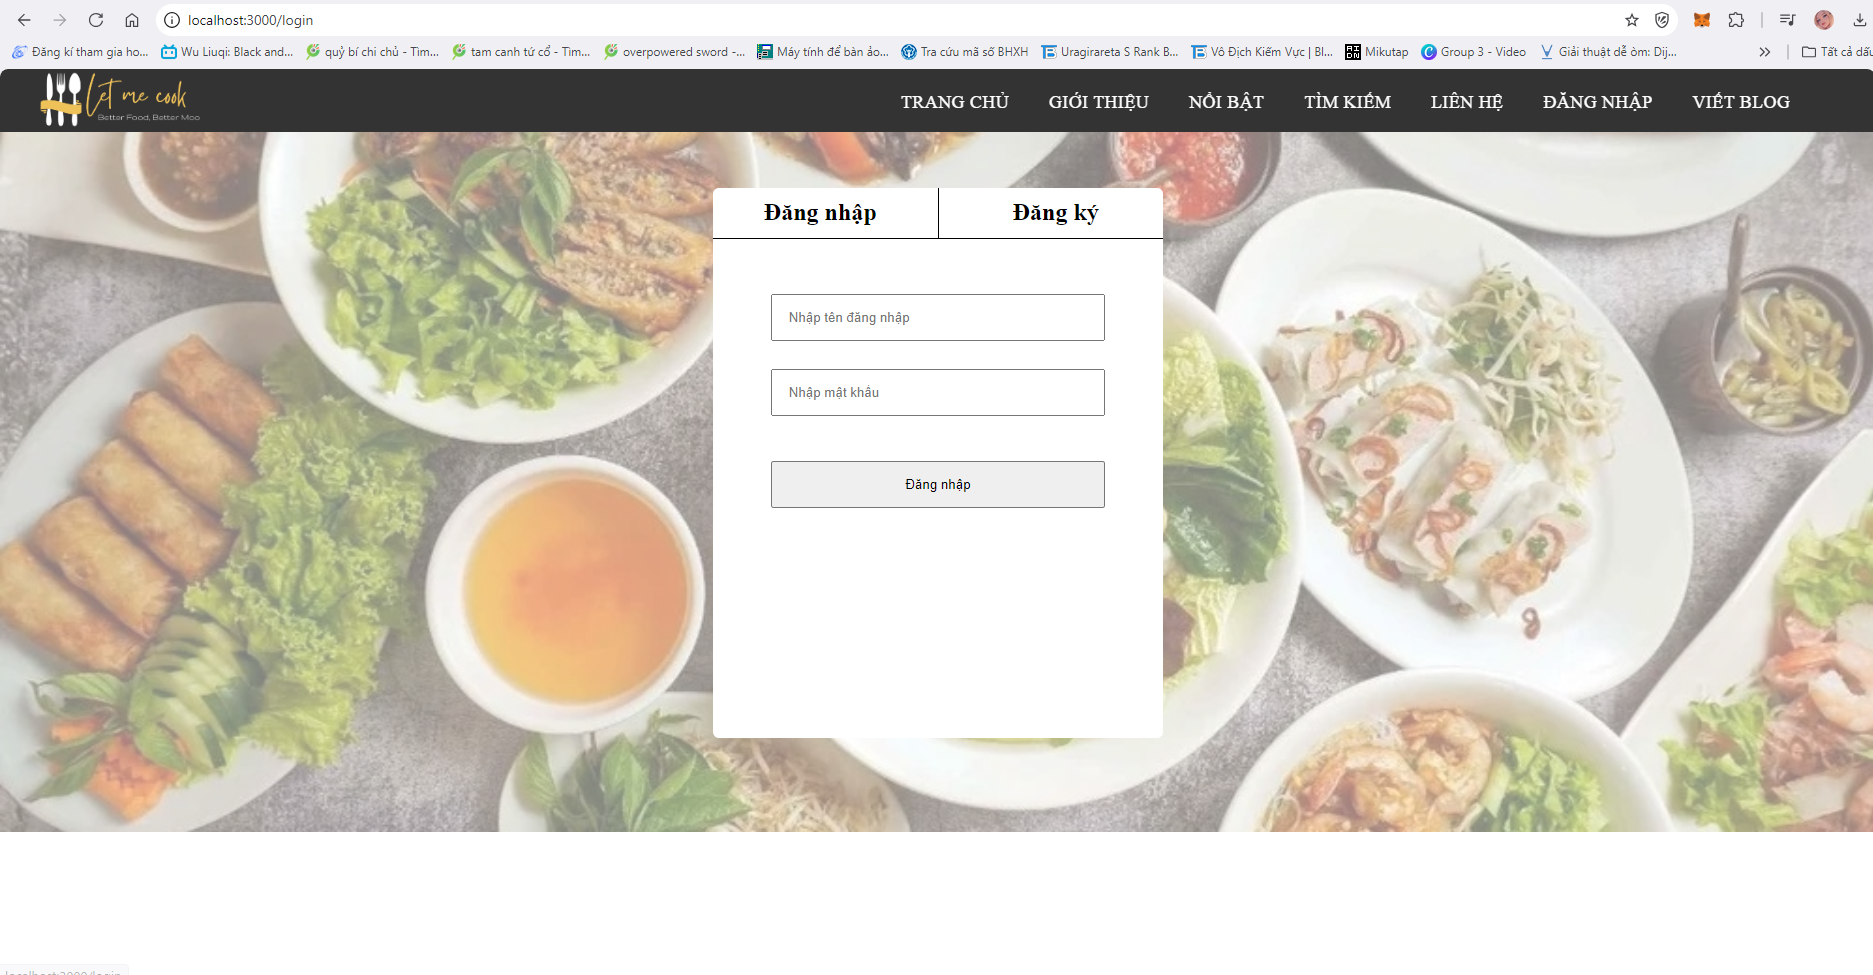 localhost:3000/login
Đăng kí tham gia ho... Wu Liuqi: Black and... quỷ bí chi chủ - Tìm... tam canh tứ cổ - Tìm... overpowered sword -... Máy tính để bàn ảo... Tra cứu mã số BHXH Uragirareta S Rank B... Vô Địch Kiếm Vực | Bl... Mikutap Group 3 - Video Giải thuật dễ òm: Dij... Tất cả dấu
Let me cook
Better Food, Better Moo
TRANG CHỦ GIỚI THIỆU NỔI BẬT TÌM KIẾM LIÊN HỆ ĐĂNG NHẬP VIẾT BLOG
Đăng nhập Đăng ký
Nhập tên đăng nhập
Nhập mật khẩu
Đăng nhập
localhost:3000/login